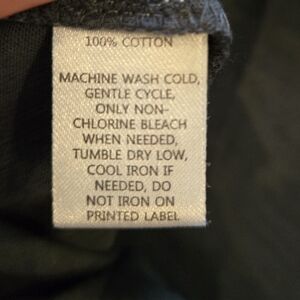 100% COTTON
MACHINE WASH COLD,
GENTLE CYCLE,
ONLY NON-
CHLORINE BLEACH
WHEN NEEDED,
TUMBLE DRY LOW,
COOL IRON IF
NEEDED, DO
NOT IRON ON
PRINTED LABEL